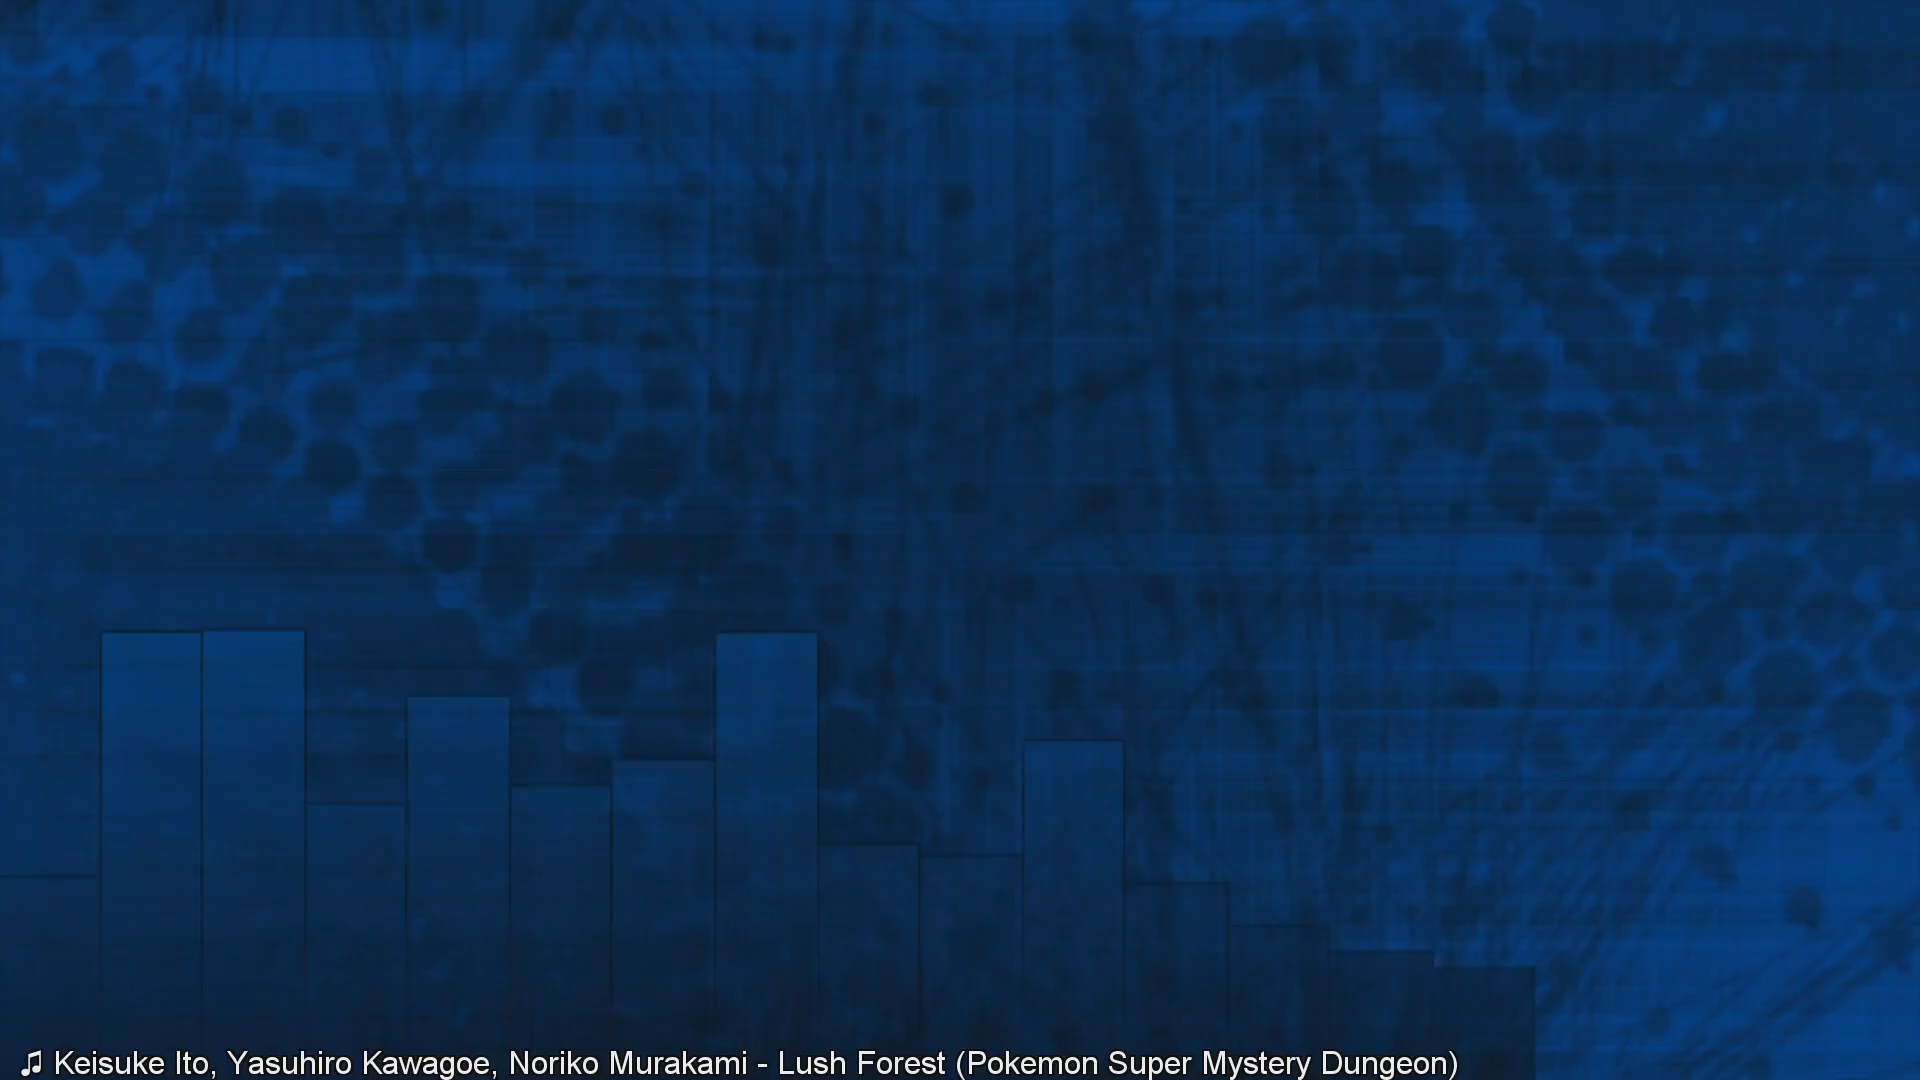 ♫ Keisuke Ito, Yasuhiro Kawagoe, Noriko Murakami - Lush Forest (Pokemon Super Mystery Dungeon)